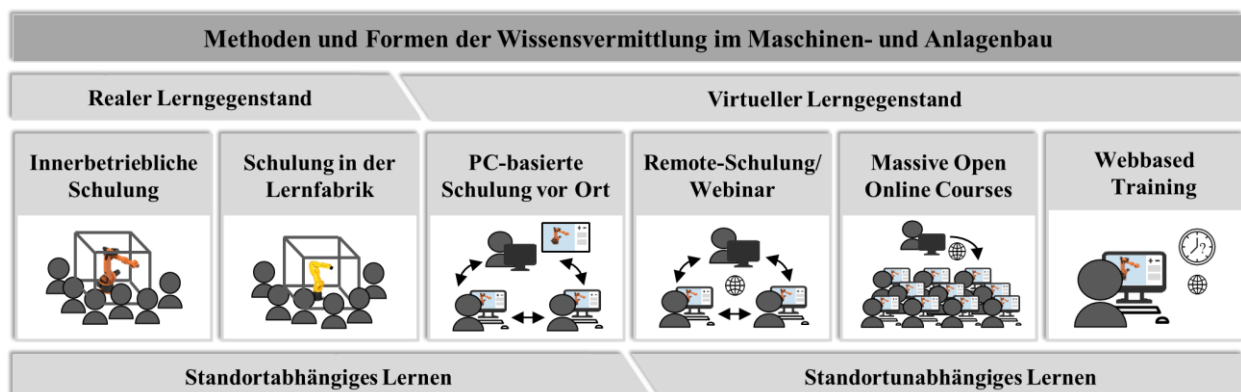 Methoden und Formen der Wissensvermittlung im Maschinen- und Anlagenbau
Realer Lerngegenstand
Virtueller Lerngegenstand
Innerbetriebliche
Schulung
Schulung in der
Lernfabrik
PC-basierte
Schulung vor Ort
Remote-Schulung/
Webinar
Massive Open
Online Courses
Webbased
Training
?
Standortabhängiges Lernen
Standortunabhängiges Lernen